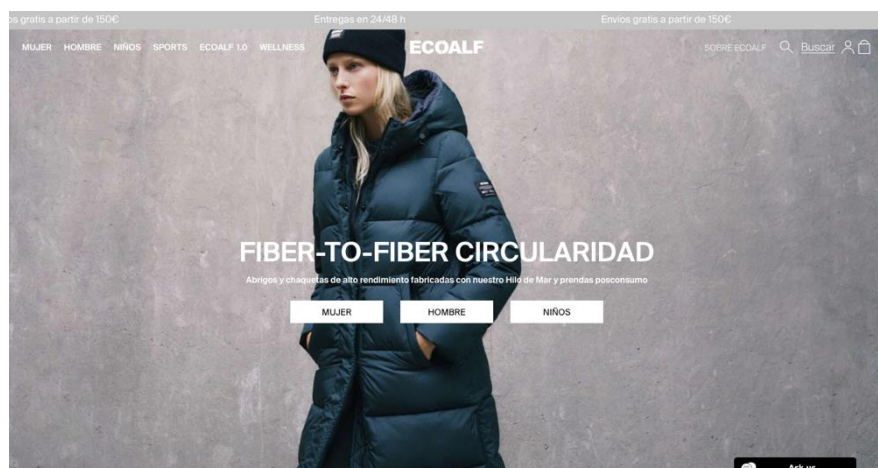 os gratis a partir de 150€ Entregas en 24/48 h Envíos gratis a partir de 150€
MUJER HOMBRE NIÑOS SPORTS ECOALF 1.0 WELLNESS ECOALF SOBRE ECOALF Buscar
FIBER-TO-FIBER CIRCULARIDAD
Abrigos y chaquetas de alto rendimiento fabricadas con nuestro Hilo de Mar y prendas posconsumo
MUJER HOMBRE NIÑOS
Ask us